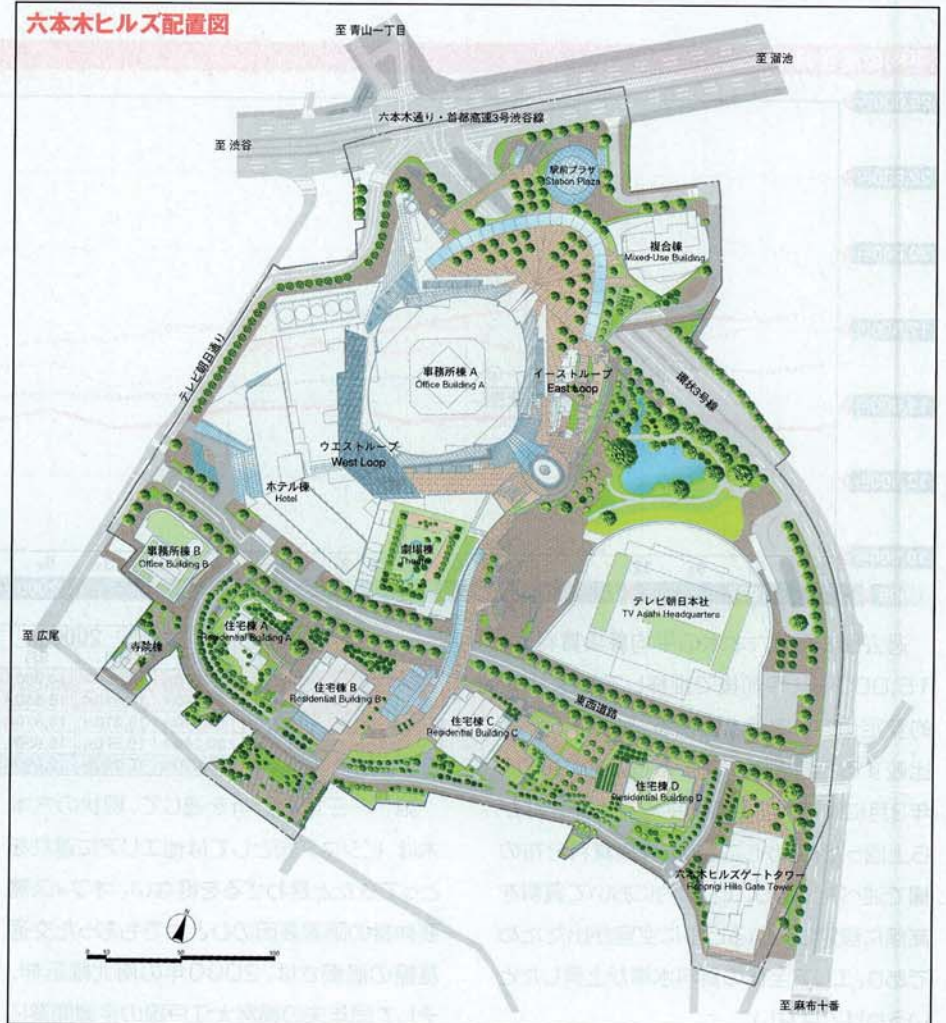 六本木ヒルズ配置図
至 青山一丁目
至 溜池
六本木通り・首都高速3号渋谷線
至 渋谷
駅前プラザ
Station Plaza
複合棟
Mixed-Use Building
テレビ朝日通り
事務所棟 A
Office Building A
イーストループ
East Loop
環状3号線
ウエストループ
West Loop
ホテル棟
Hotel
事務所棟 B
Office Building B
劇場棟
Theater
テレビ朝日本社
TV Asahi Headquarters
至 広尾
寺院棟
住宅棟 A
Residential Building A
住宅棟 B
Residential Building B
住宅棟 C
Residential Building C
東西道路
住宅棟 D
Residential Building D
六本木ヒルズゲートタワー
Roppngi Hills Gate Tower
0 10 50 100
至 麻布十番